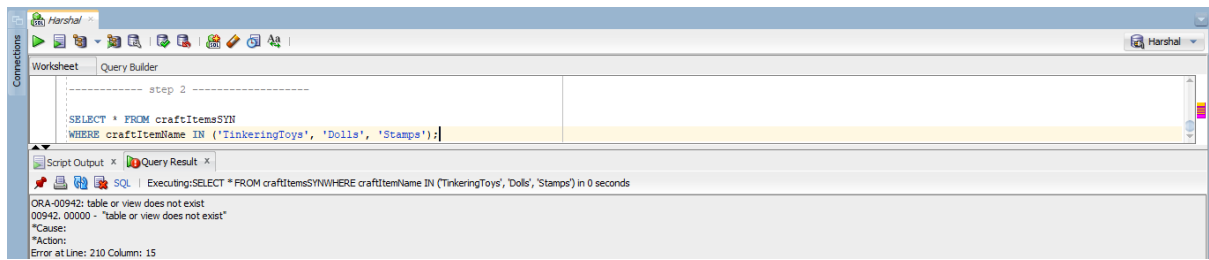 Harshal
Harshal
Connections
Worksheet Query Builder
------------ step 2 -------------------
SELECT * FROM craftItemsSYN
WHERE craftItemName IN ('TinkeringToys', 'Dolls', 'Stamps');
Script Output x Query Result x
SQL | Executing:SELECT * FROM craftItemsSYNWHERE craftItemName IN ('TinkeringToys', 'Dolls', 'Stamps') in 0 seconds
ORA-00942: table or view does not exist
00942. 00000 - "table or view does not exist"
*Cause:
*Action:
Error at Line: 210 Column: 15